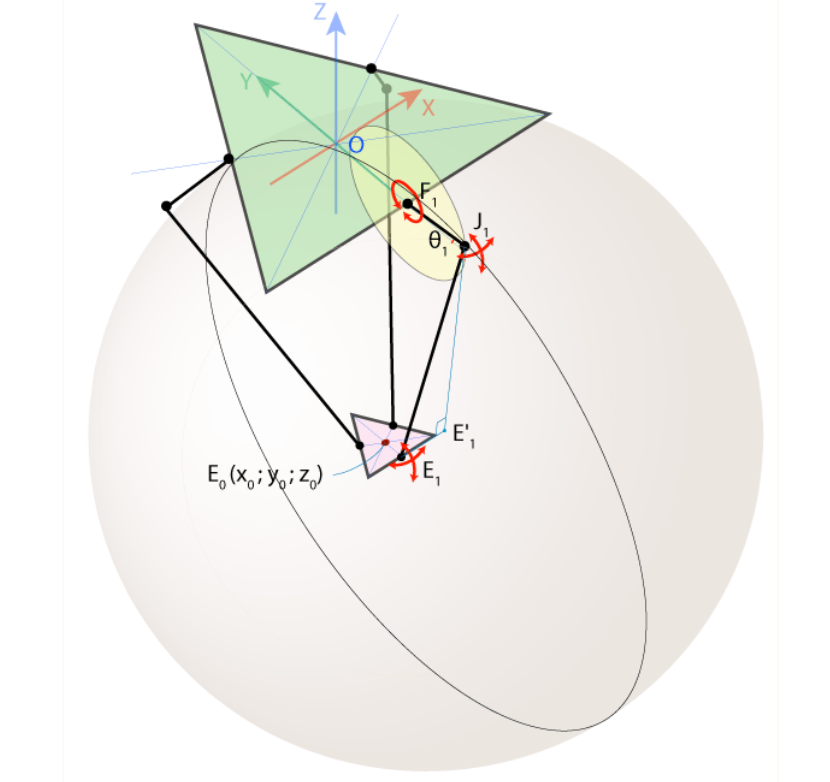 Z
Y
X
O
F₁
J₁
θ₁
E'₁
E₀(x₀;y₀;z₀)
E₁